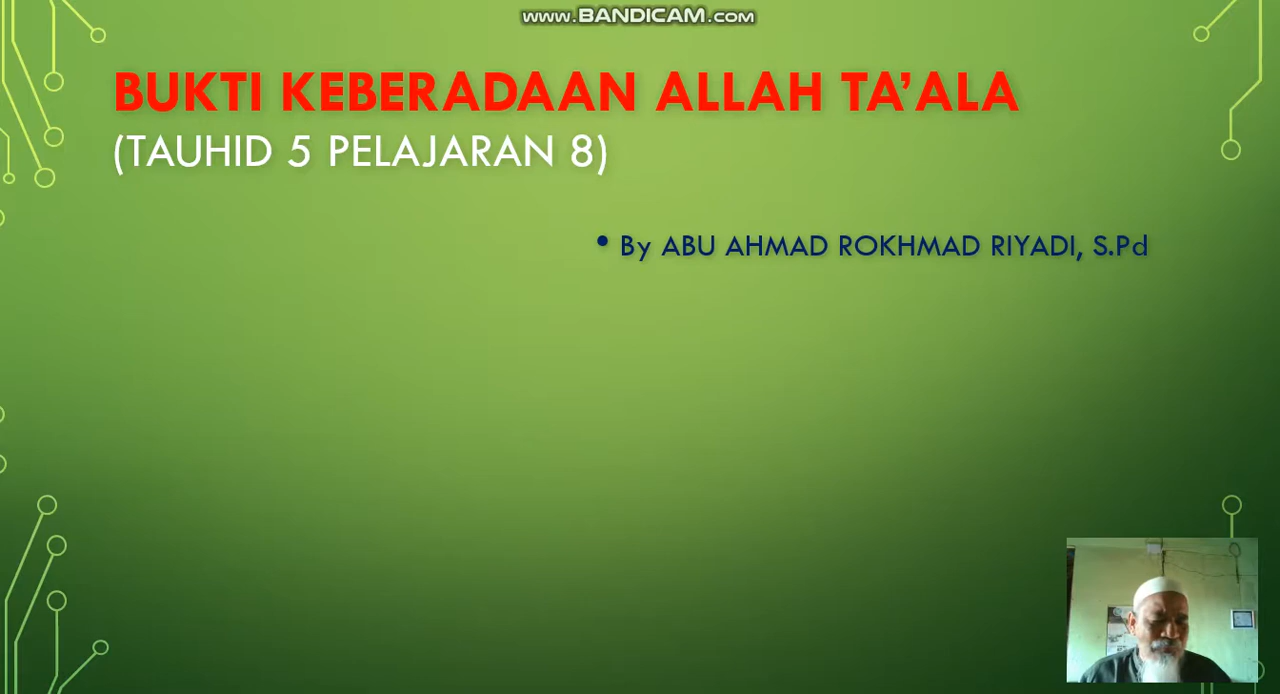 www.BANDICAM.com
BUKTI KEBERADAAN ALLAH TA’ALA
(TAUHID 5 PELAJARAN 8)
• By ABU AHMAD ROKHMAD RIYADI, S.Pd